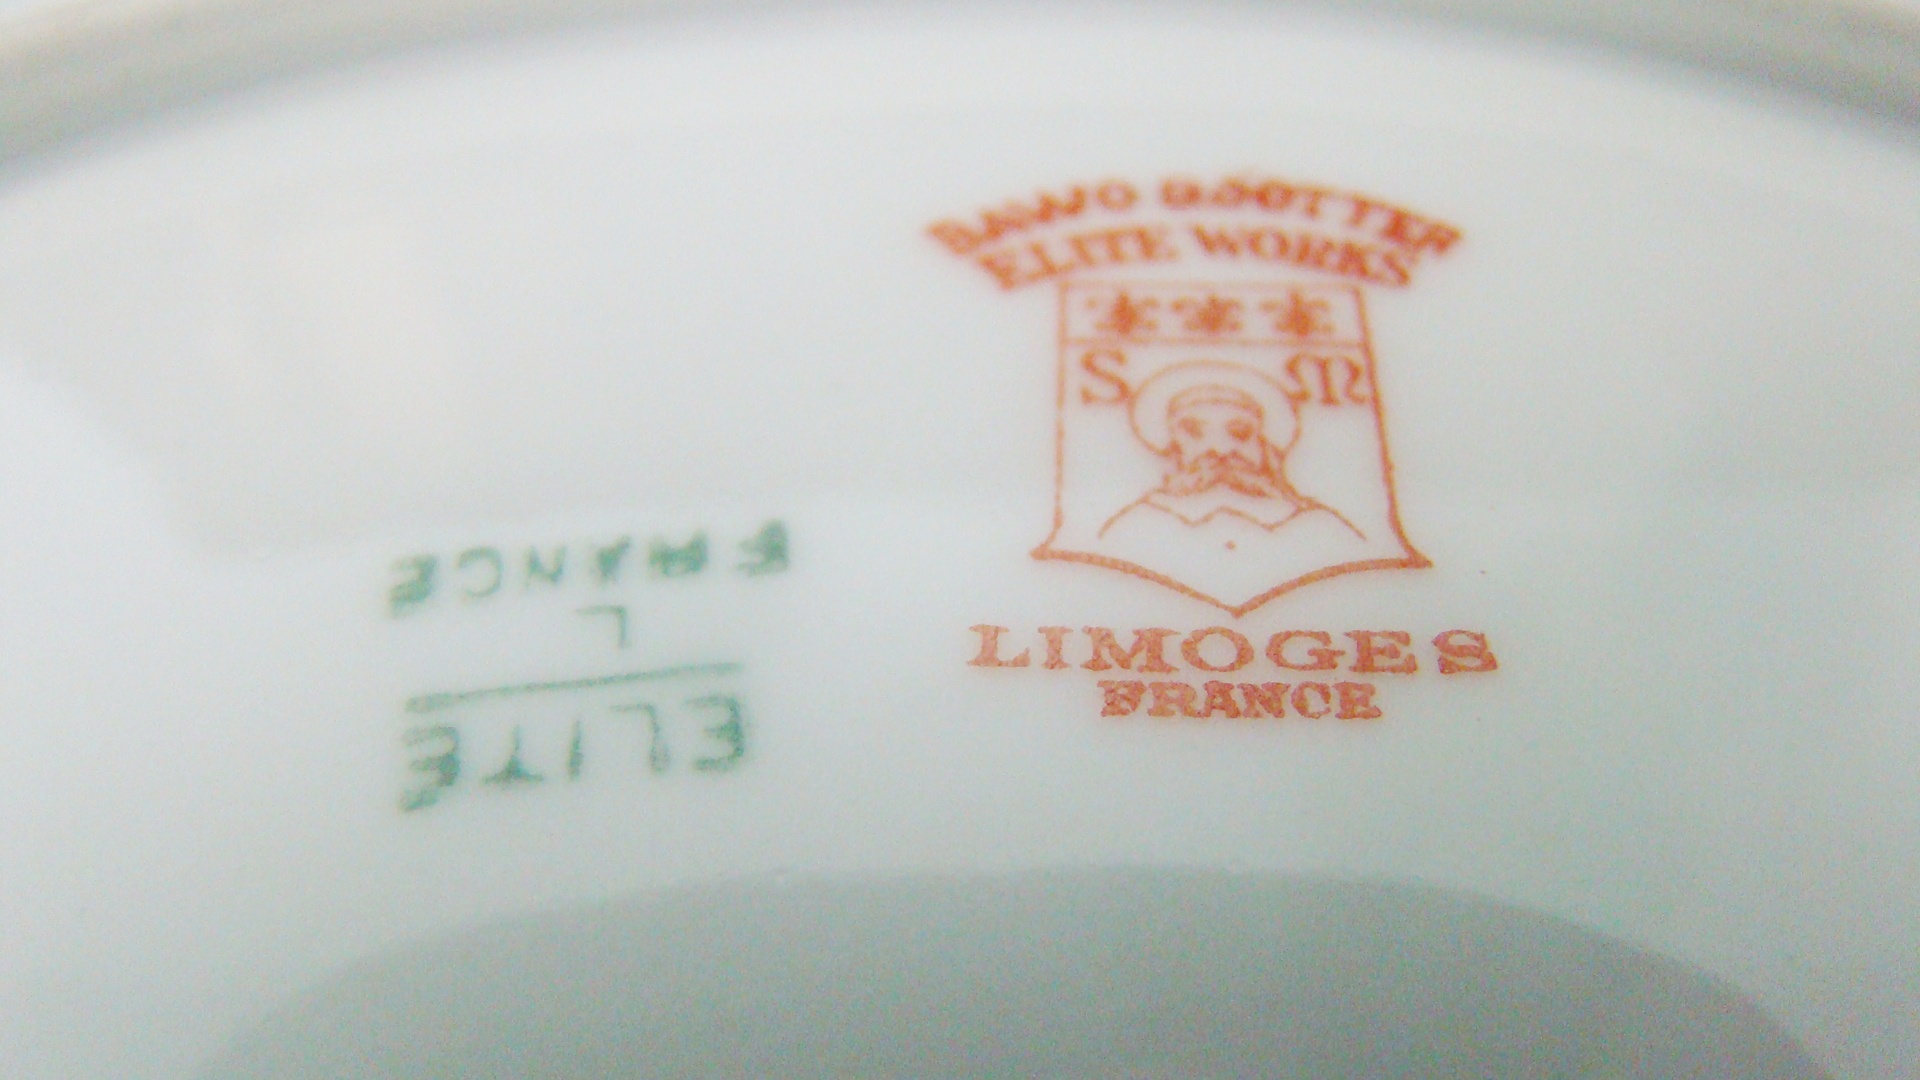 BAWO & DOTTER
ELITE WORKS
S M
LIMOGES
FRANCE
ELITE
L
FRANCE